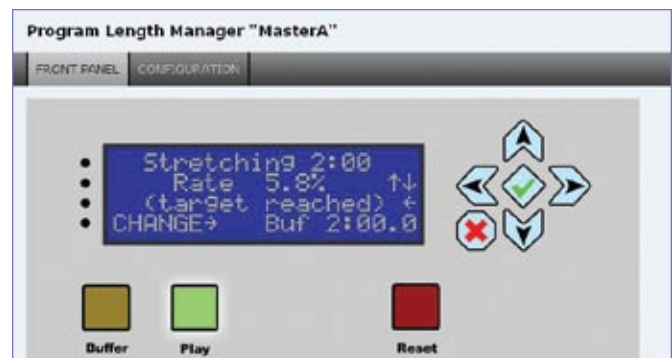 Program Length Manager "MasterA"
FRONT PANEL CONFIGURATION
Stretching 2:00
Rate 5.8% ↑↓
(target reached) ←
CHANGE→ Buf 2:00.0
Buffer Play Reset